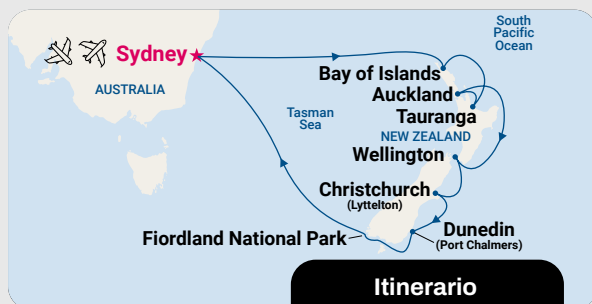 South
Pacific
Ocean
Sydney
AUSTRALIA
Bay of Islands
Auckland
Tauranga
Tasman
Sea
NEW ZEALAND
Wellington
Christchurch
(Lyttelton)
Dunedin
(Port Chalmers)
Fiordland National Park
Itinerario